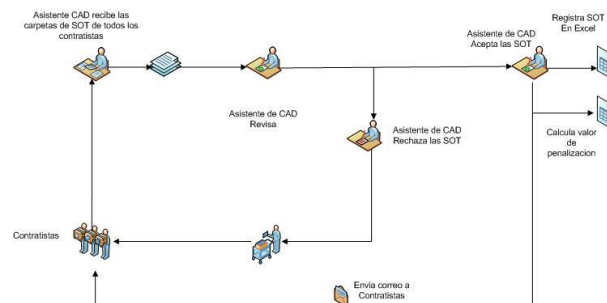 Asistente CAD recibe las
carpetas de SOT de todos los
contratistas
Asistente de CAD
Acepta las SOT
Registra SOT
En Excel
Asistente de CAD
Revisa
Asistente de CAD
Rechaza las SOT
Calcula valor
de
penalizacion
Contratistas
Envia correo a
Contratistas